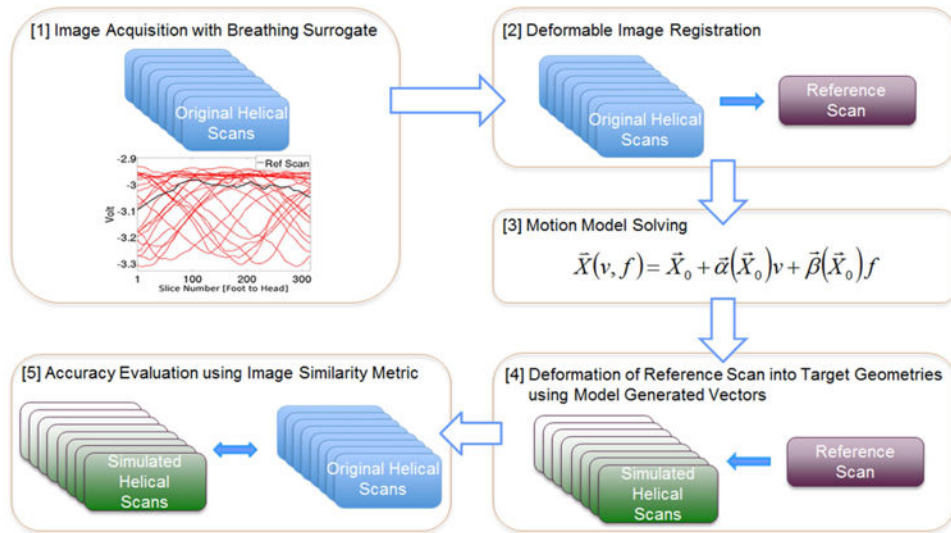 [1] Image Acquisition with Breathing Surrogate
Original Helical
Scans
Ref Scan
-2.9
-3
-3.1
-3.2
-3.3
Volt
1 100 200 300
Slice Number [Foot to Head]
[2] Deformable Image Registration
Original Helical
Scans
Reference
Scan
[3] Motion Model Solving
X⃗(v, f) = X⃗₀ + α⃗(X⃗₀)v + β⃗(X⃗₀)f
[4] Deformation of Reference Scan into Target Geometries
using Model Generated Vectors
Simulated
Helical
Scans
Reference
Scan
[5] Accuracy Evaluation using Image Similarity Metric
Simulated
Helical
Scans
Original Helical
Scans